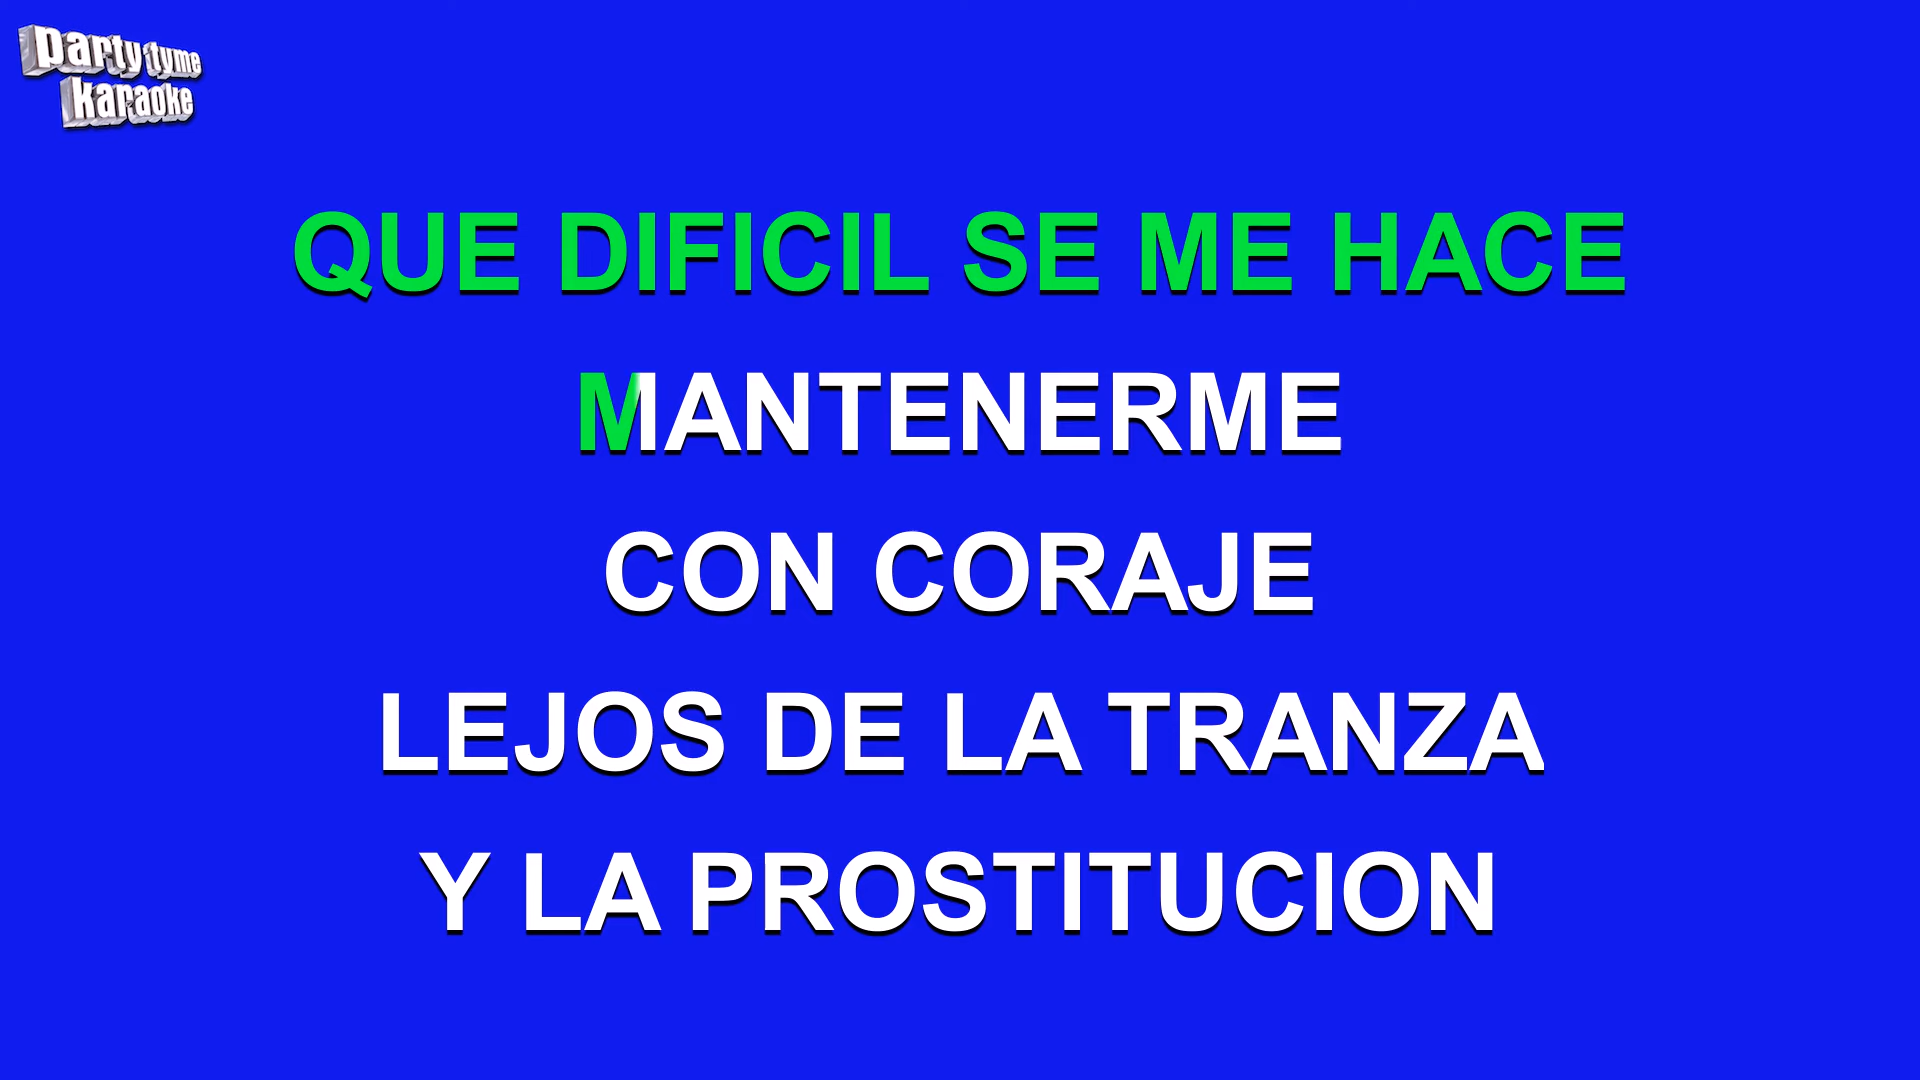 party tyme
karaoke
QUE DIFICIL SE ME HACE
MANTENERME
CON CORAJE
LEJOS DE LA TRANZA
Y LA PROSTITUCION